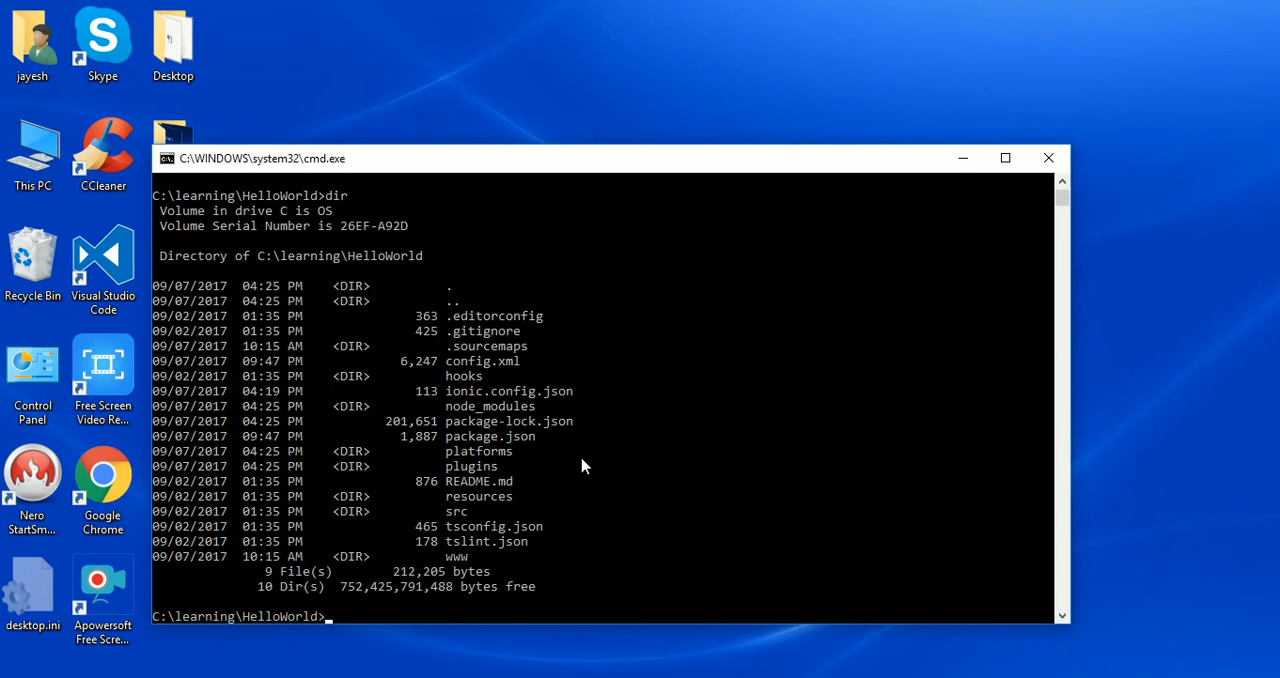 jayesh
Skype
Desktop
This PC
CCleaner
Recycle Bin
Visual Studio
Code
Control
Panel
Free Screen
Video Re...
Nero
StartSm...
Google
Chrome
desktop.ini
Apowersoft
Free Scre...
C:\WINDOWS\system32\cmd.exe
C:\learning\HelloWorld>dir
Volume in drive C is OS
Volume Serial Number is 26EF-A92D
Directory of C:\learning\HelloWorld
09/07/2017  04:25 PM    <DIR>          .
09/07/2017  04:25 PM    <DIR>          ..
09/02/2017  01:35 PM               363 .editorconfig
09/02/2017  01:35 PM               425 .gitignore
09/07/2017  10:15 AM    <DIR>          .sourcemaps
09/07/2017  09:47 PM             6,247 config.xml
09/02/2017  01:35 PM    <DIR>          hooks
09/07/2017  04:19 PM               113 ionic.config.json
09/07/2017  04:25 PM    <DIR>          node_modules
09/07/2017  04:25 PM           201,651 package-lock.json
09/07/2017  09:47 PM             1,887 package.json
09/07/2017  04:25 PM    <DIR>          platforms
09/07/2017  04:25 PM    <DIR>          plugins
09/02/2017  01:35 PM               876 README.md
09/02/2017  01:35 PM    <DIR>          resources
09/02/2017  01:35 PM    <DIR>          src
09/02/2017  01:35 PM               465 tsconfig.json
09/02/2017  01:35 PM               178 tslint.json
09/07/2017  10:15 AM    <DIR>          www
9 File(s)        212,205 bytes
10 Dir(s)  752,425,791,488 bytes free
C:\learning\HelloWorld>